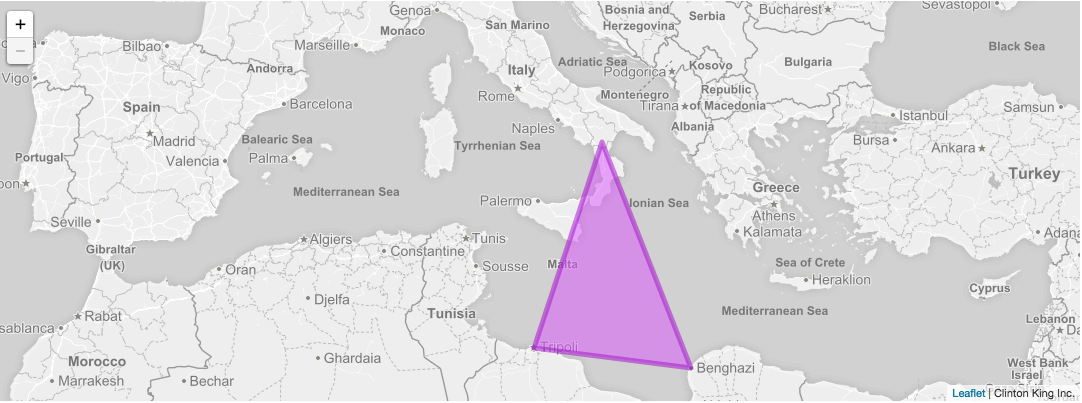 +
−
Genoa
Monaco
San Marino
Bosnia and
Herzegovina
Serbia
Bucharest
Sevastopol
Bilbao
Marseille
Andorra
Vigo
Adriatic Sea
Podgorica
Kosovo
Bulgaria
Black Sea
Italy
Rome
Montenegro
Republic
of Macedonia
Tirana
Albania
Istanbul
Samsun
Spain
Barcelona
Madrid
Naples
Balearic Sea
Tyrrhenian Sea
Bursa
Ankara
Portugal
Valencia
Palma
Turkey
Mediterranean Sea
Palermo
Ionian Sea
Greece
Athens
Kalamata
Seville
Gibraltar
(UK)
Algiers
Constantine
Tunis
Oran
Sousse
Malta
Sea of Crete
Heraklion
Cyprus
Djelfa
Rabat
Tunisia
Mediterranean Sea
Lebanon
Morocco
Ghardaia
Tripoli
Benghazi
West Bank
Israel
Marrakesh
Bechar
Leaflet | Clinton King Inc.